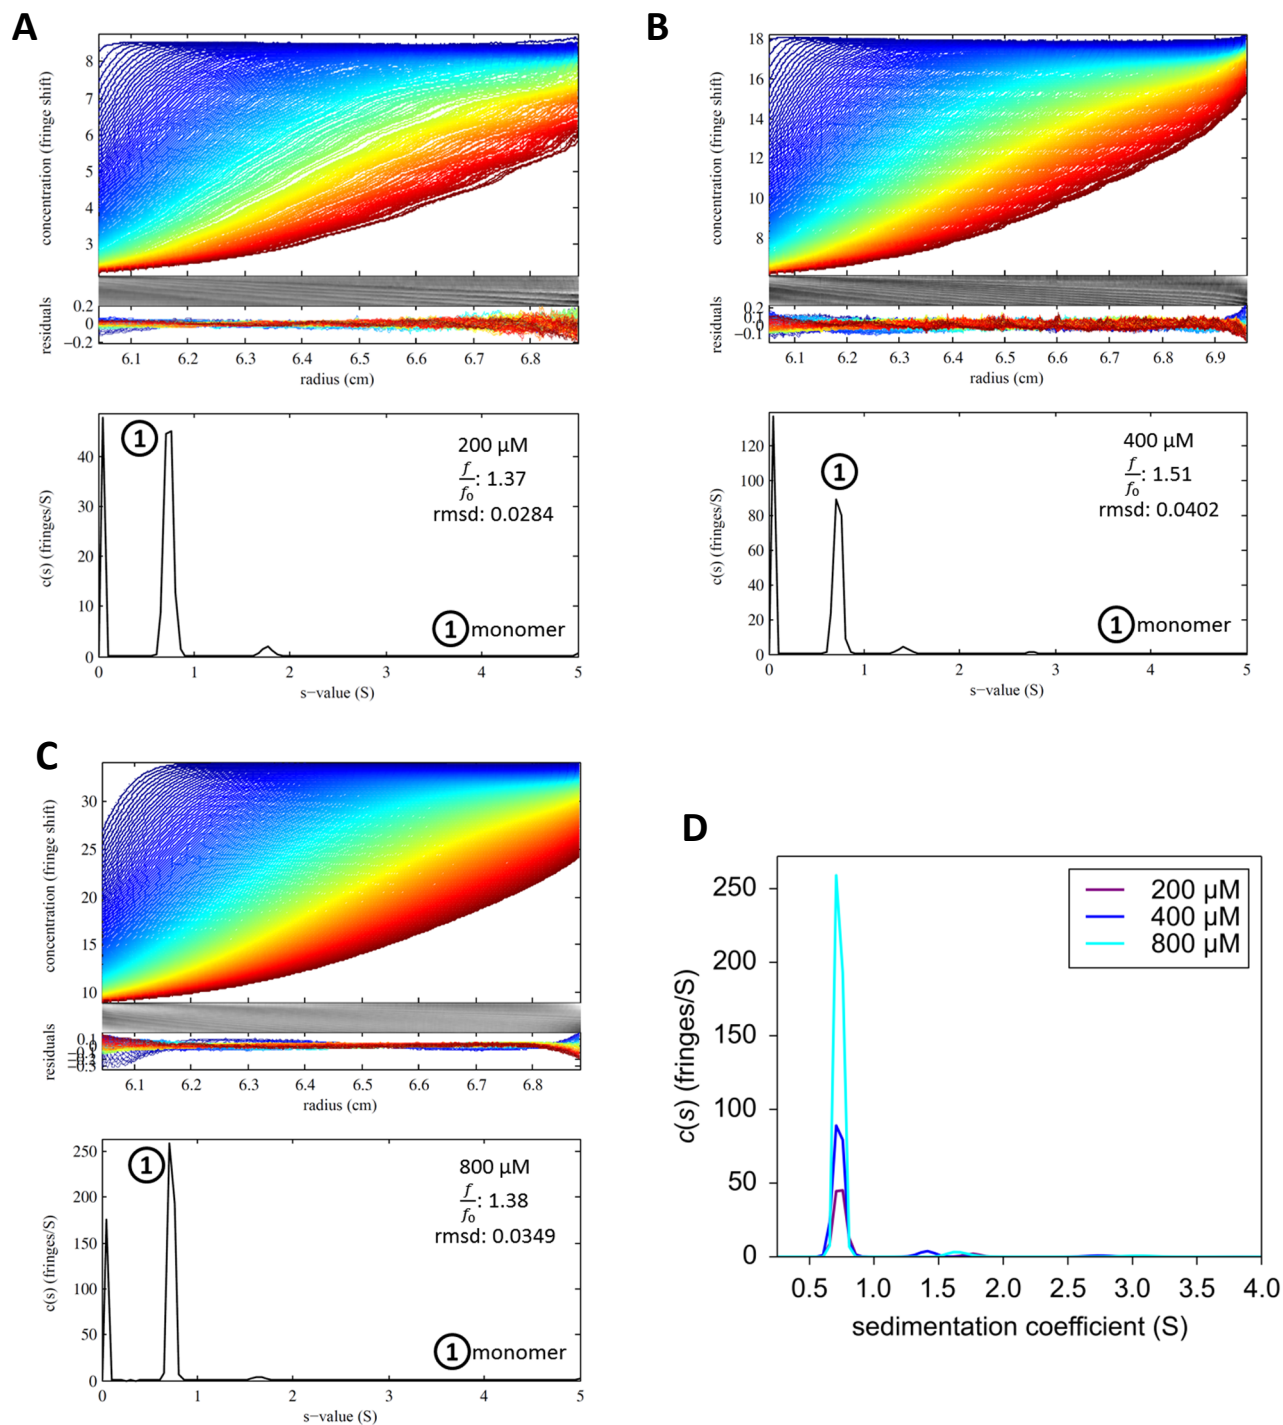 A
concentration (fringe shift)
8
7
6
5
4
3
residuals
0.2
0
−0.2
6.1 6.2 6.3 6.4 6.5 6.6 6.7 6.8
radius (cm)
c(s) (fringes/S)
40
30
20
10
0
1
200 µM
f/f0: 1.37
rmsd: 0.0284
1 monomer
0 1 2 3 4 5
s−value (S)
B
concentration (fringe shift)
18
16
14
12
10
8
residuals
0.2
0.1
0
−0.1
6.1 6.2 6.3 6.4 6.5 6.6 6.7 6.8 6.9
radius (cm)
c(s) (fringes/S)
120
100
80
60
40
20
0
1
400 µM
f/f0: 1.51
rmsd: 0.0402
1 monomer
0 1 2 3 4 5
s−value (S)
C
concentration (fringe shift)
30
25
20
15
10
residuals
0.1
0
6.1 6.2 6.3 6.4 6.5 6.6 6.7 6.8
radius (cm)
c(s) (fringes/S)
250
200
150
100
50
0
1
800 µM
f/f0: 1.38
rmsd: 0.0349
1 monomer
0 1 2 3 4 5
s−value (S)
D
c(s) (fringes/S)
250
200
150
100
50
0
200 µM
400 µM
800 µM
0.5 1.0 1.5 2.0 2.5 3.0 3.5 4.0
sedimentation coefficient (S)